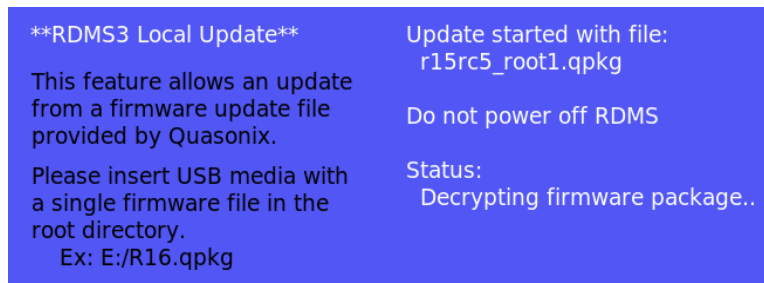 **RDMS3 Local Update**
This feature allows an update
from a firmware update file
provided by Quasonix.
Please insert USB media with
a single firmware file in the
root directory.
Ex: E:/R16.qpkg
Update started with file:
r15rc5_root1.qpkg
Do not power off RDMS
Status:
Decrypting firmware package..